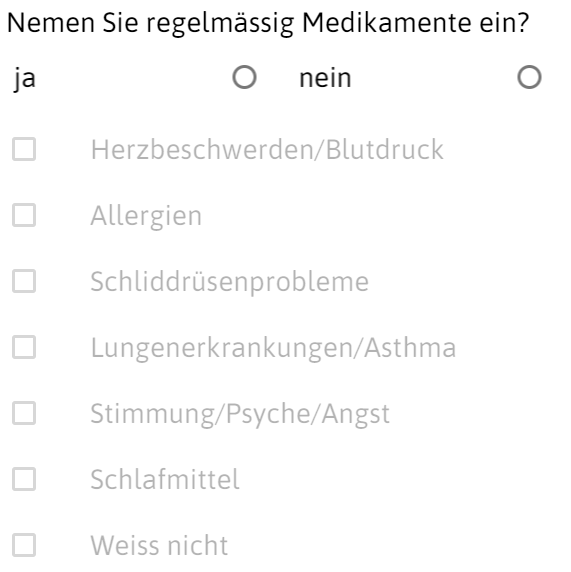 Nemen Sie regelmässig Medikamente ein?
ja nein
Herzbeschwerden/Blutdruck
Allergien
Schliddrüsenprobleme
Lungenerkrankungen/Asthma
Stimmung/Psyche/Angst
Schlafmittel
Weiss nicht